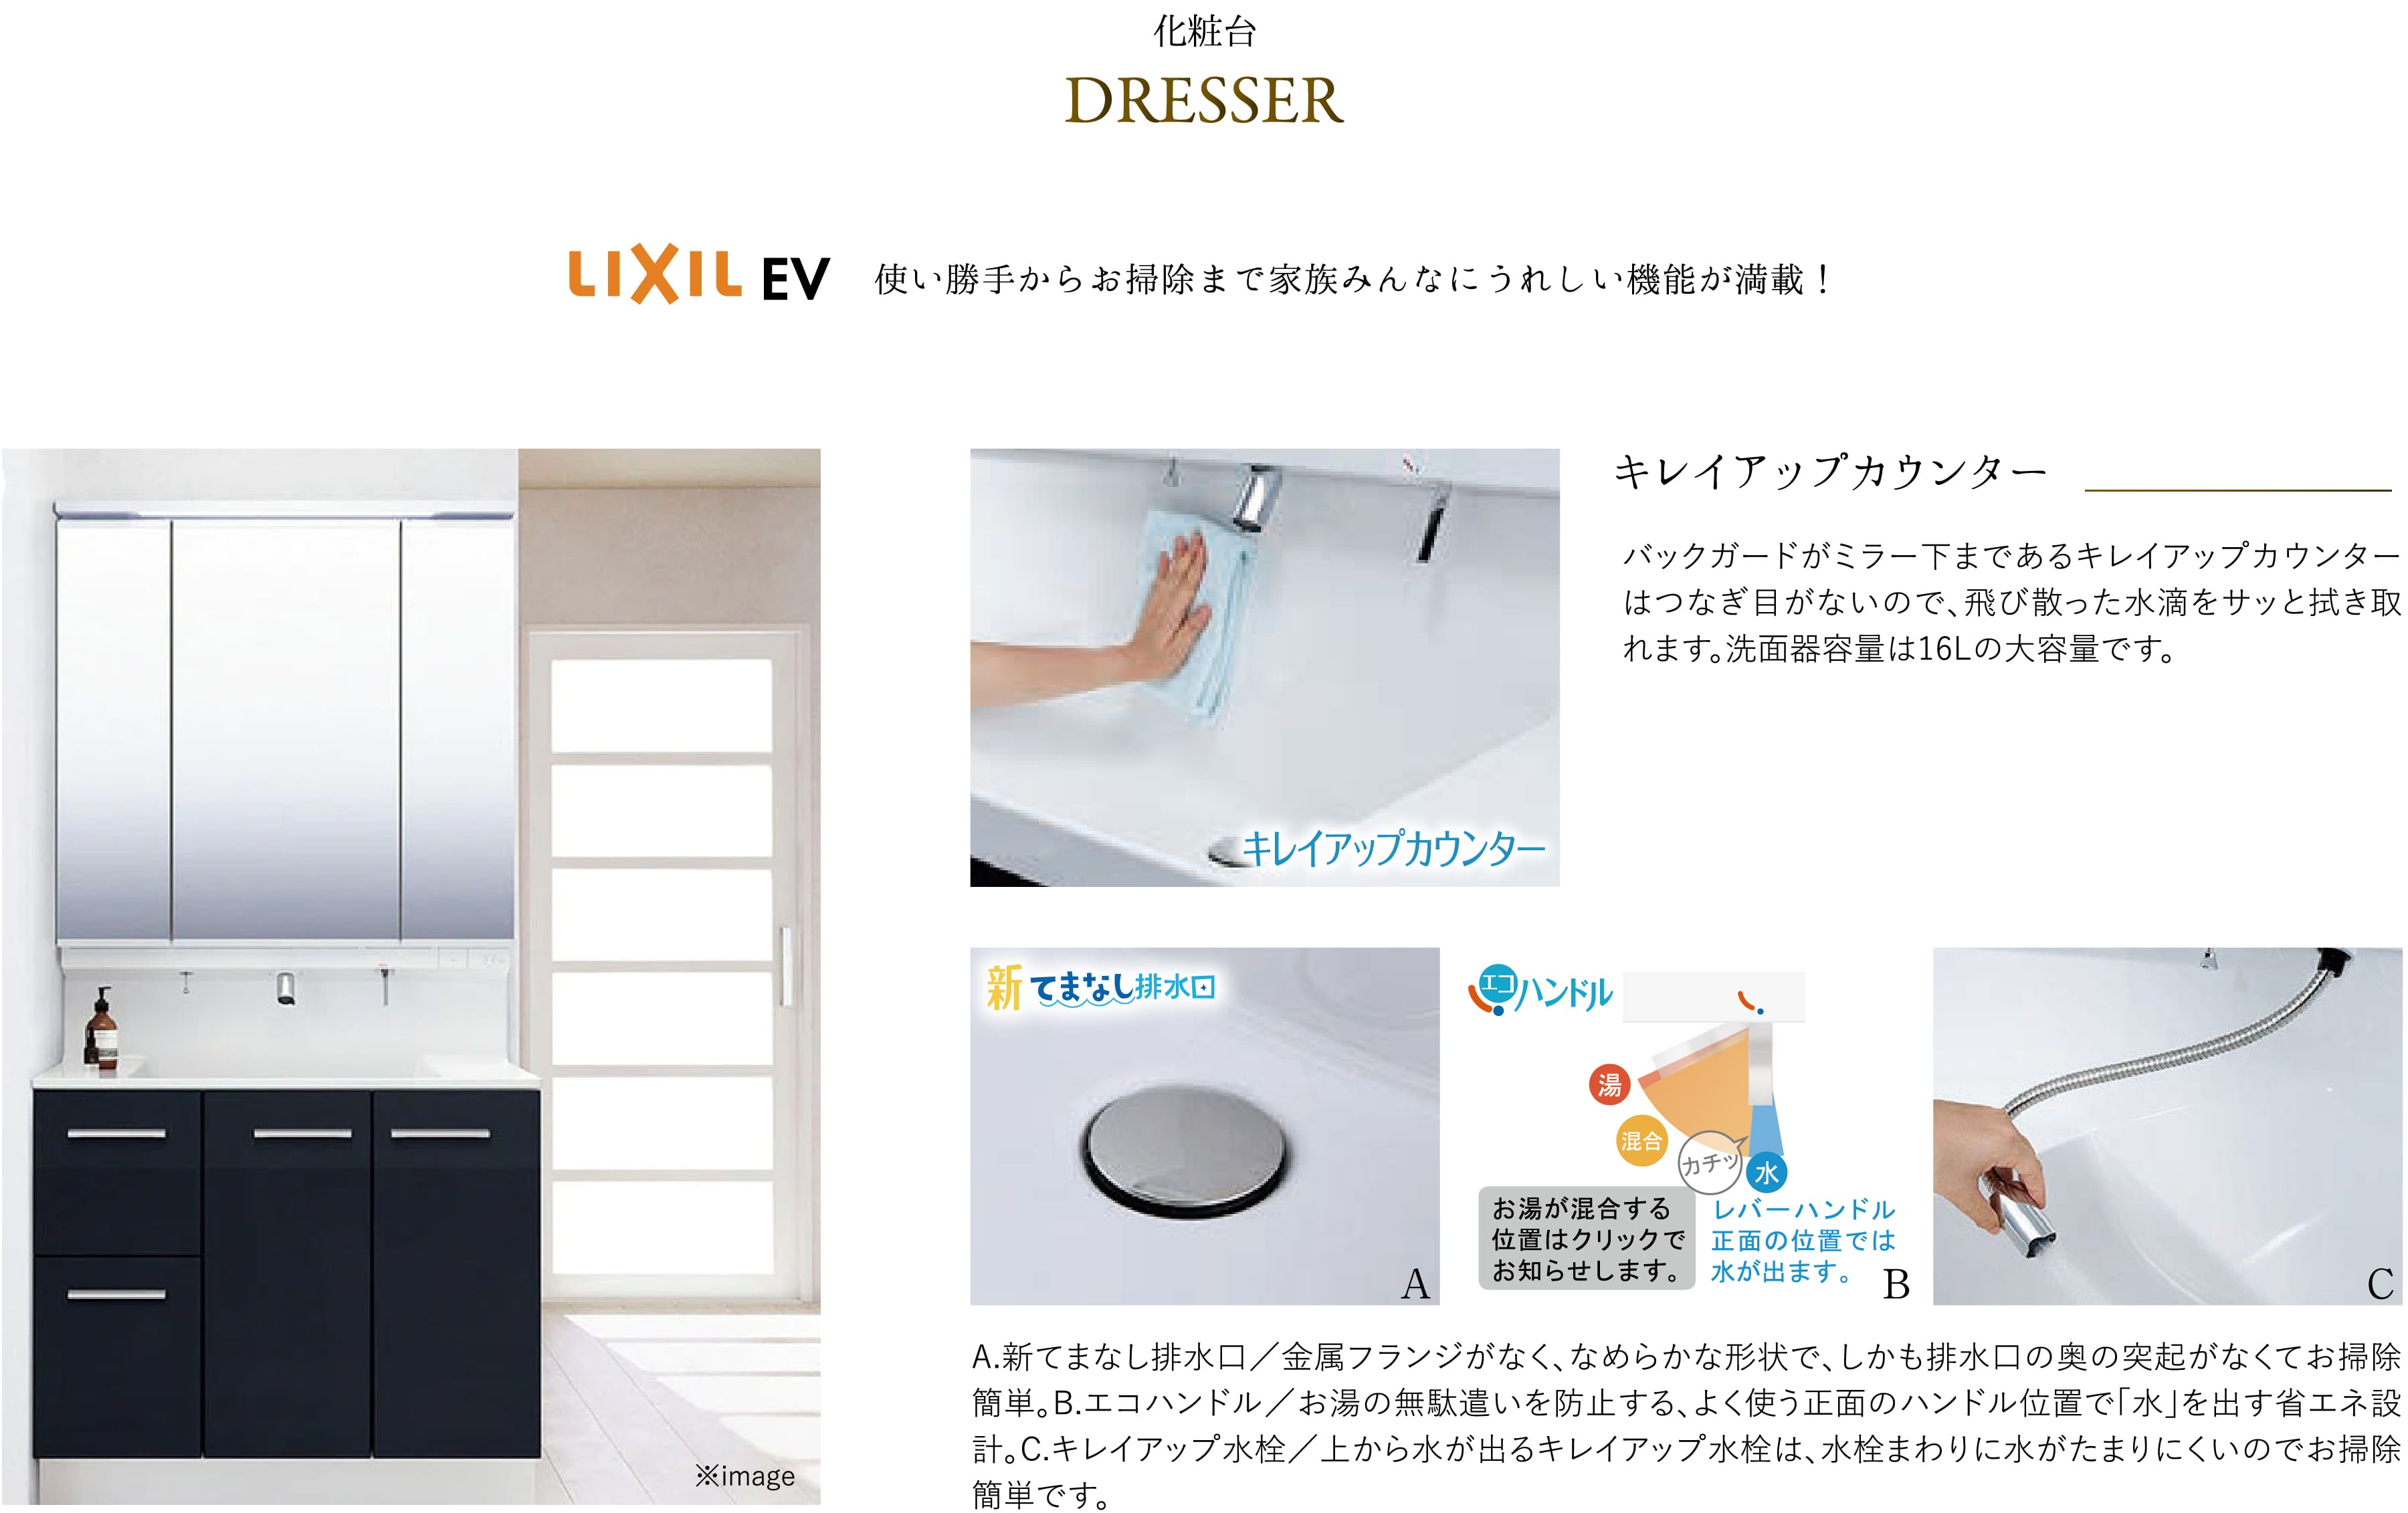 化粧台
DRESSER
LIXIL EV 使い勝手からお掃除まで家族みんなにうれしい機能が満載！
キレイアップカウンター
バックガードがミラー下まであるキレイアップカウンター
はつなぎ目がないので、飛び散った水滴をサッと拭き取
れます。洗面器容量は16Lの大容量です。
キレイアップカウンター
新てまなし排水口
A
エコハンドル
湯
混合
カチッ
水
お湯が混合する
位置はクリックで
お知らせします。
レバーハンドル
正面の位置では
水が出ます。
B
C
※image
A.新てまなし排水口／金属フランジがなく、なめらかな形状で、しかも排水口の奥の突起がなくてお掃除
簡単。B.エコハンドル／お湯の無駄遣いを防止する、よく使う正面のハンドル位置で「水」を出す省エネ設
計。C.キレイアップ水栓／上から水が出るキレイアップ水栓は、水栓まわりに水がたまりにくいのでお掃除
簡単です。